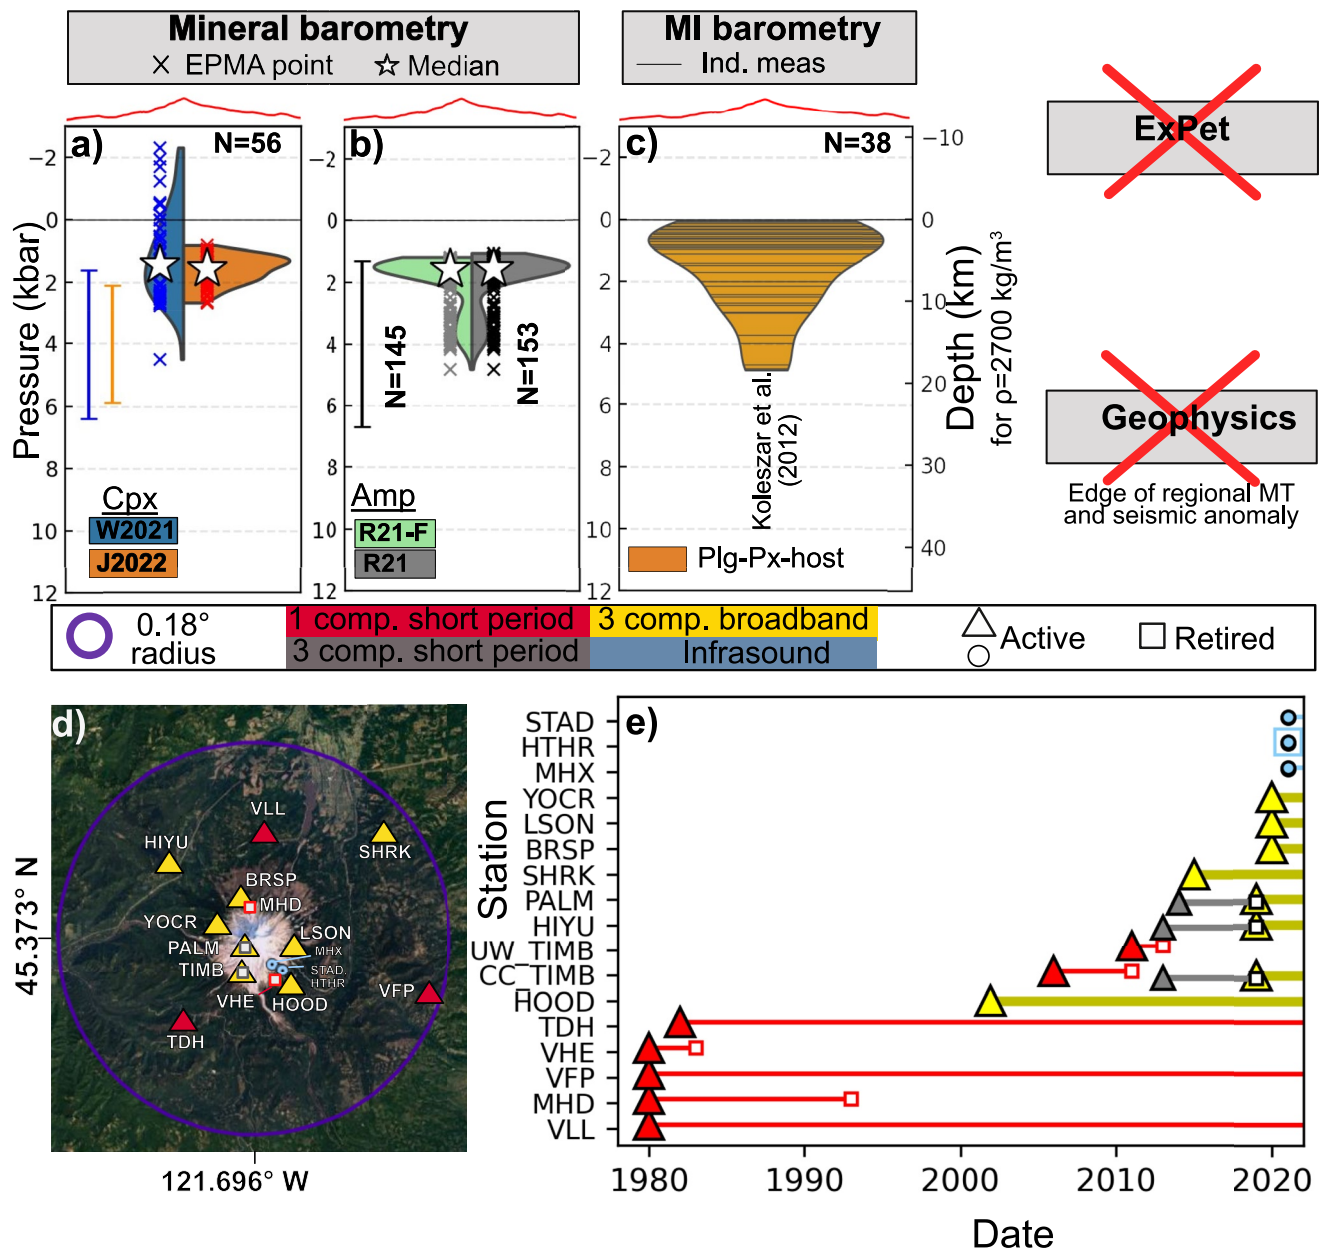 Mineral barometry
× EPMA point ☆ Median
MI barometry
Ind. meas
ExPet
Geophysics
Edge of regional MT
and seismic anomaly
a)
N=56
b)
c)
N=38
Pressure (kbar)
−2
0
2
4
6
8
10
12
Cpx
W2021
J2022
−2
0
2
4
6
8
10
12
N=145
N=153
Amp
R21-F
R21
−2
0
2
4
6
8
10
12
Koleszar et al.
(2012)
Plg-Px-host
−10
0
10
20
30
40
Depth (km)
for ρ=2700 kg/m³
0.18°
radius
1 comp. short period
3 comp. broadband
3 comp. short period
Infrasound
Active
Retired
d)
VLL
HIYU
SHRK
BRSP
MHD
YOCR
LSON
PALM
MHX
TIMB
STAD,
HTHR
VHE
HOOD
VFP
TDH
45.373° N
121.696° W
e)
Station
STAD
HTHR
MHX
YOCR
LSON
BRSP
SHRK
PALM
HIYU
UW_TIMB
CC_TIMB
HOOD
TDH
VHE
VFP
MHD
VLL
1980
1990
2000
2010
2020
Date